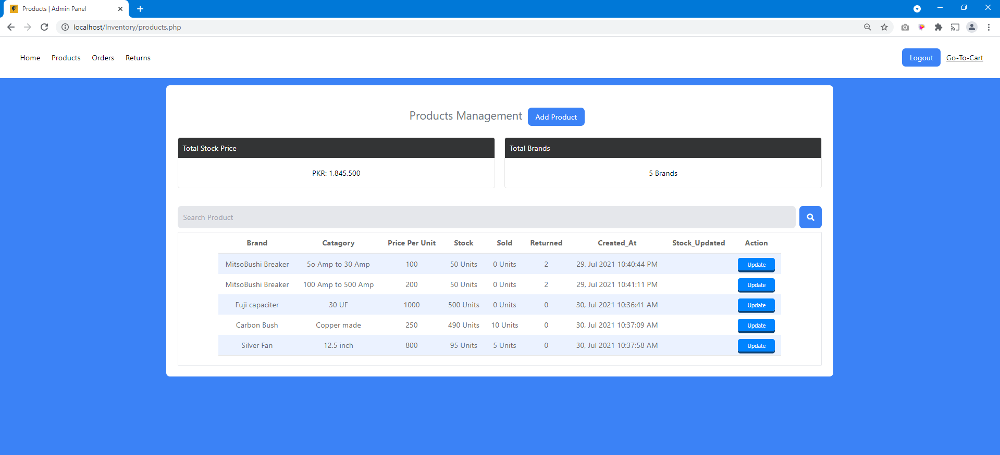 Products | Admin Panel
localhost/Inventory/products.php
Home Products Orders Returns Logout Go-To-Cart
Products Management Add Product
Total Stock Price Total Brands
PKR: 1,845,500 5 Brands
Search Product
Brand Catagory Price Per Unit Stock Sold Returned Created_At Stock_Updated Action
MitsoBushi Breaker 5o Amp to 30 Amp 100 50 Units 0 Units 2 29, Jul 2021 10:40:44 PM Update
MitsoBushi Breaker 100 Amp to 500 Amp 200 50 Units 0 Units 2 29, Jul 2021 10:41:11 PM Update
Fuji capaciter 30 UF 1000 500 Units 0 Units 0 30, Jul 2021 10:36:41 AM Update
Carbon Bush Copper made 250 490 Units 10 Units 0 30, Jul 2021 10:37:09 AM Update
Silver Fan 12.5 inch 800 95 Units 5 Units 0 30, Jul 2021 10:37:58 AM Update